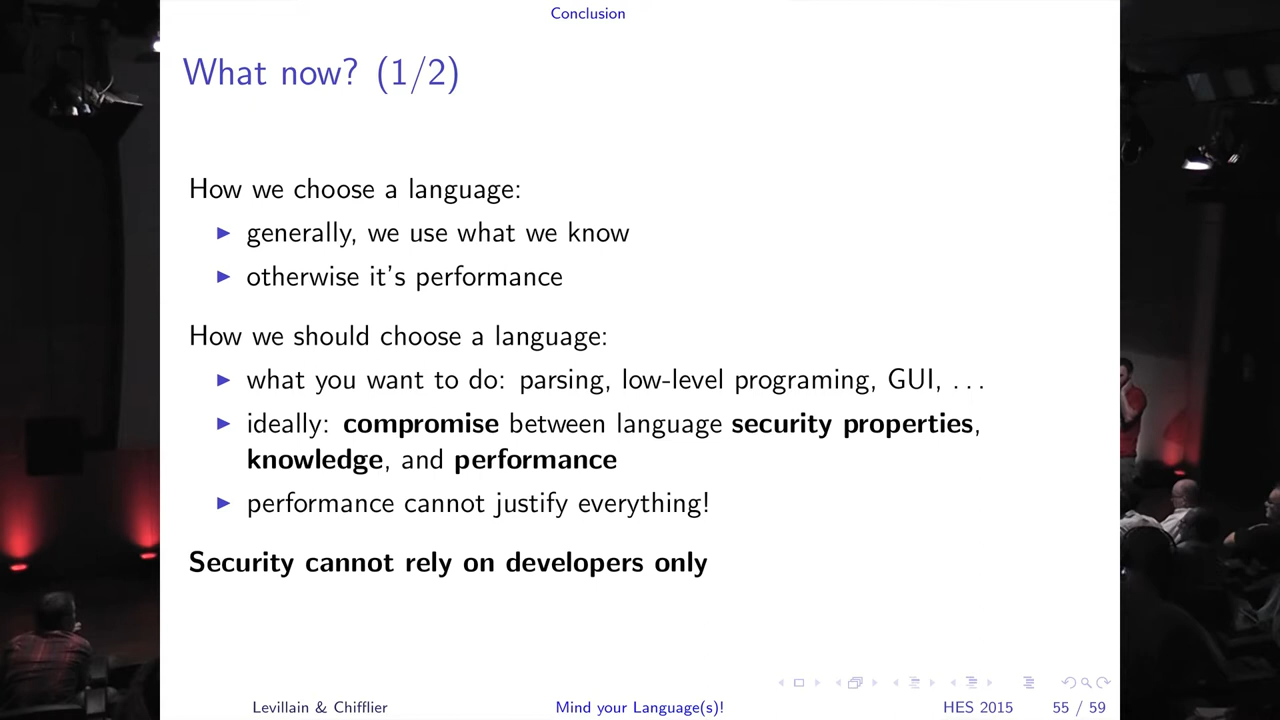 Conclusion
What now? (1/2)
How we choose a language:
generally, we use what we know
otherwise it's performance
How we should choose a language:
what you want to do: parsing, low-level programing, GUI, . . .
ideally: compromise between language security properties,
knowledge, and performance
performance cannot justify everything!
Security cannot rely on developers only
Levillain & Chifflier
Mind your Language(s)!
HES 2015
55 / 59